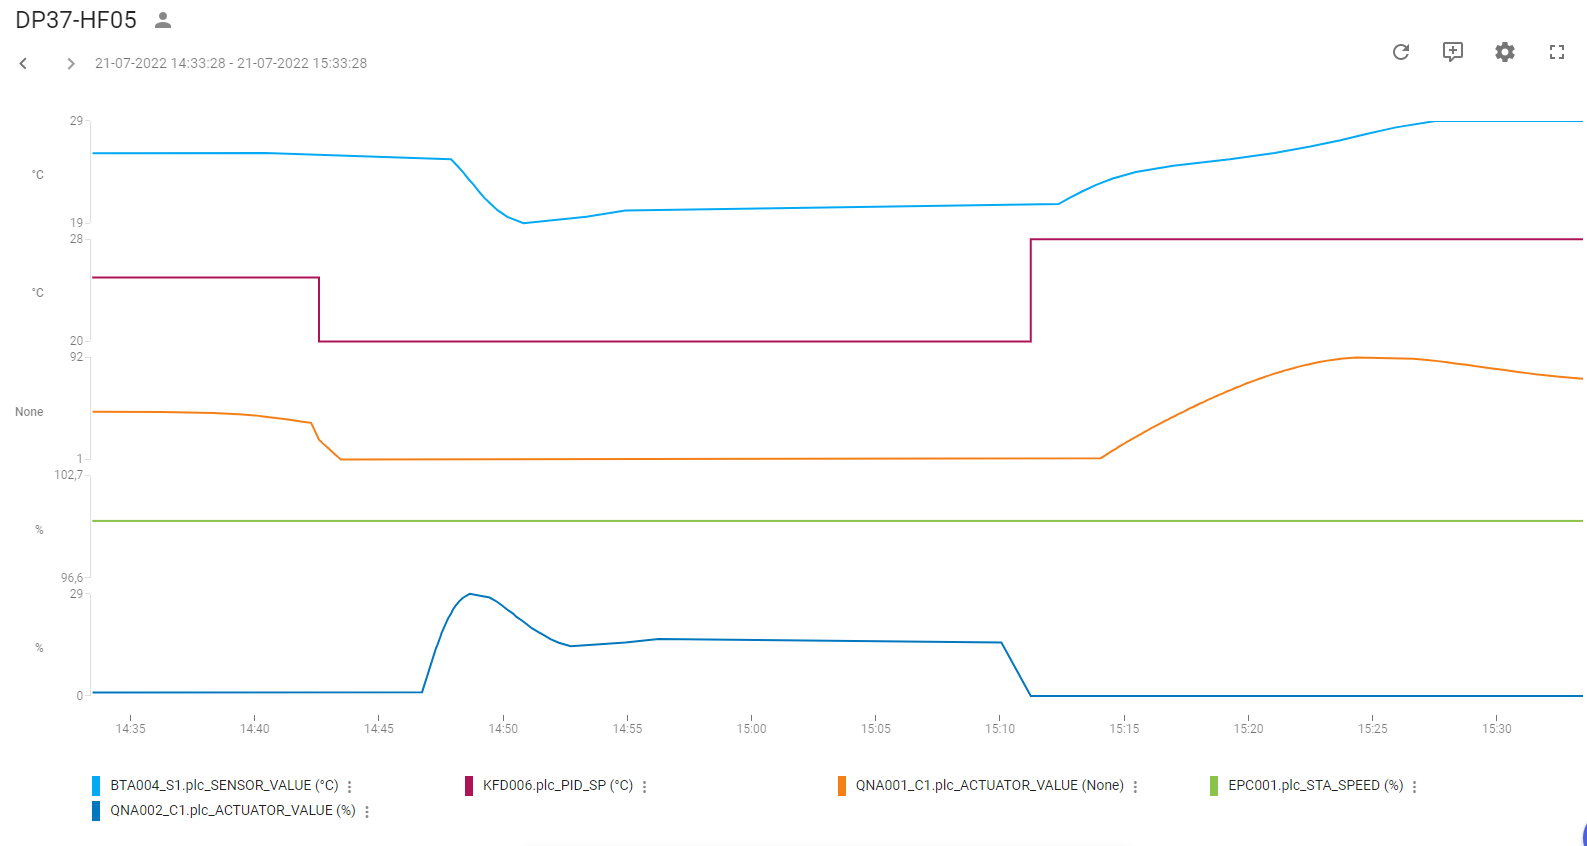 DP37-HF05
21-07-2022 14:33:28 - 21-07-2022 15:33:28
29
°C
19
28
°C
20
92
None
1
102,7
%
96,6
29
%
0
14:35 14:40 14:45 14:50 14:55 15:00 15:05 15:10 15:15 15:20 15:25 15:30
BTA004_S1.plc_SENSOR_VALUE (°C) KFD006.plc_PID_SP (°C) QNA001_C1.plc_ACTUATOR_VALUE (None) EPC001.plc_STA_SPEED (%)
QNA002_C1.plc_ACTUATOR_VALUE (%)